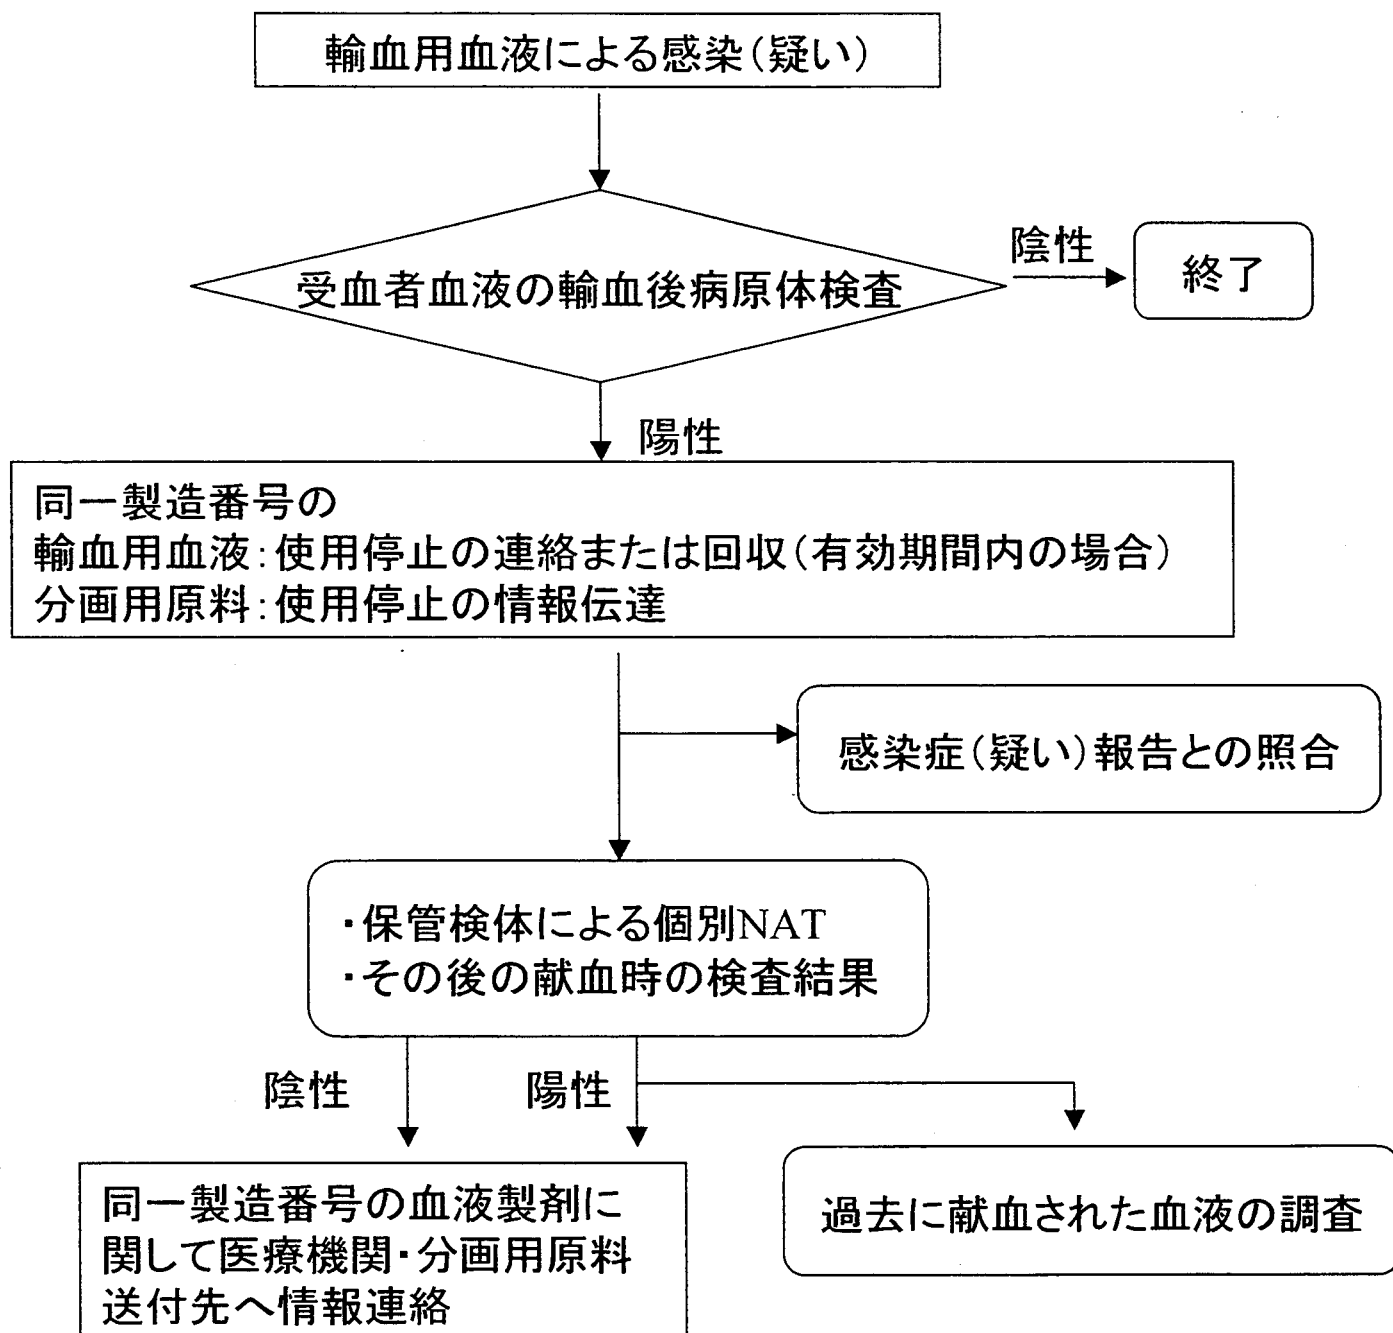 輸血用血液による感染(疑い)
受血者血液の輸血後病原体検査
陰性
終了
陽性
同一製造番号の
輸血用血液:使用停止の連絡または回収(有効期間内の場合)
分画用原料:使用停止の情報伝達
感染症(疑い)報告との照合
・保管検体による個別NAT
・その後の献血時の検査結果
陰性
陽性
同一製造番号の血液製剤に
関して医療機関・分画用原料
送付先へ情報連絡
過去に献血された血液の調査